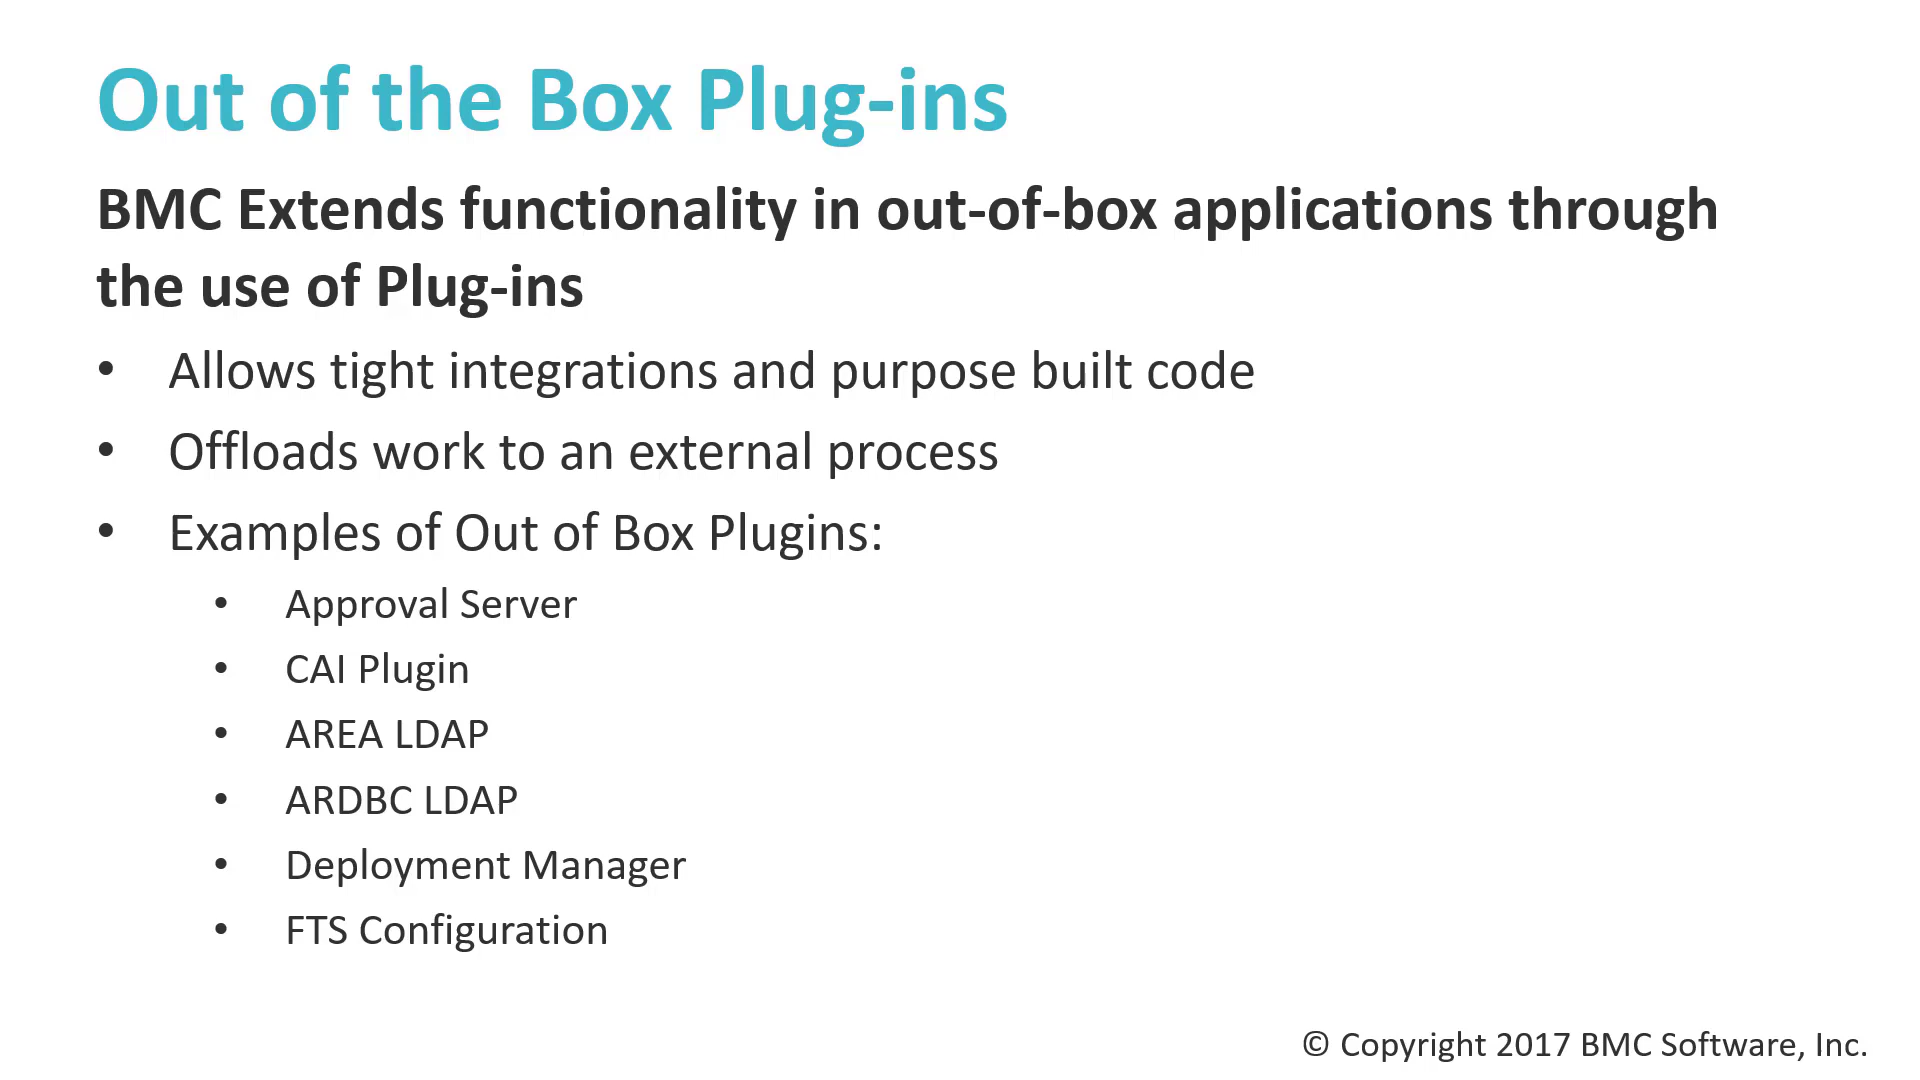 Out of the Box Plug-ins
BMC Extends functionality in out-of-box applications through
the use of Plug-ins
• Allows tight integrations and purpose built code
• Offloads work to an external process
• Examples of Out of Box Plugins:
• Approval Server
• CAI Plugin
• AREA LDAP
• ARDBC LDAP
• Deployment Manager
• FTS Configuration
© Copyright 2017 BMC Software, Inc.